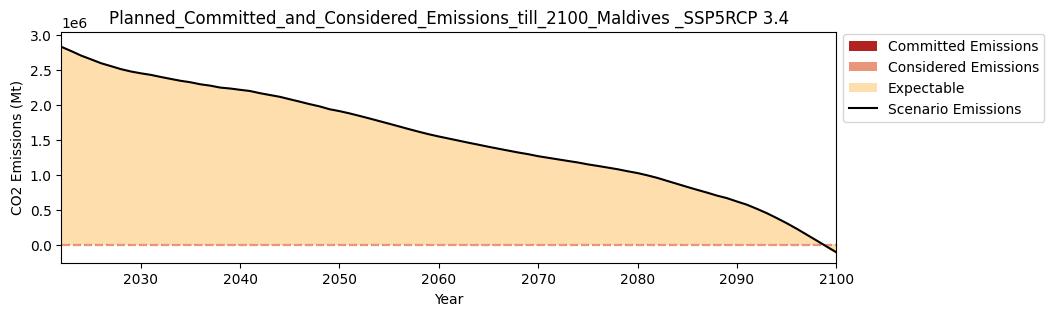 Planned_Committed_and_Considered_Emissions_till_2100_Maldives _SSP5RCP 3.4
1e6
3.0
2.5
2.0
1.5
1.0
0.5
0.0
CO2 Emissions (Mt)
2030 2040 2050 2060 2070 2080 2090 2100
Year
Committed Emissions
Considered Emissions
Expectable
Scenario Emissions